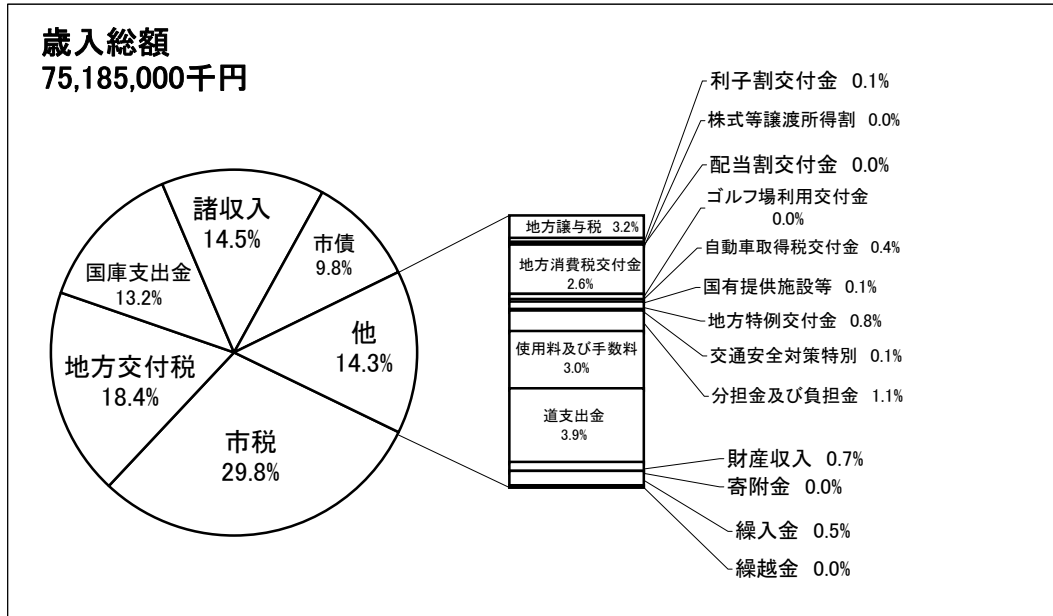 歳入総額
75,185,000千円
諸収入
14.5%
市債
9.8%
国庫支出金
13.2%
他
14.3%
地方交付税
18.4%
市税
29.8%
地方譲与税 3.2%
地方消費税交付金
2.6%
使用料及び手数料
3.0%
道支出金
3.9%
利子割交付金 0.1%
株式等譲渡所得割 0.0%
配当割交付金 0.0%
ゴルフ場利用交付金
0.0%
自動車取得税交付金 0.4%
国有提供施設等 0.1%
地方特例交付金 0.8%
交通安全対策特別 0.1%
分担金及び負担金 1.1%
財産収入 0.7%
寄附金 0.0%
繰入金 0.5%
繰越金 0.0%